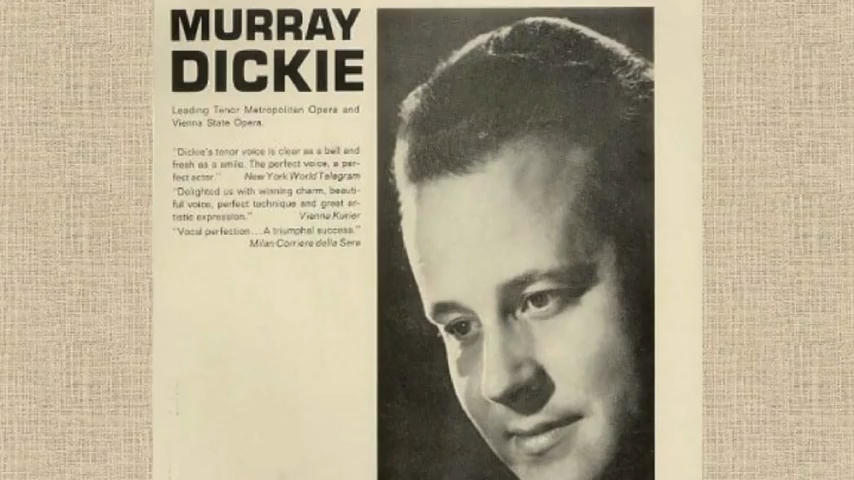 MURRAY
DICKIE
Leading Tenor Metropolitan Opera and
Vienna State Opera.
"Dickie's tenor voice is clear as a bell and
fresh as a smile. The perfect voice, a per-
fect actor." New York World Telegram
"Delighted us with winning charm, beauti-
ful voice, perfect technique and great ar-
tistic expression." Vienna Kurier
"Vocal perfection...A triumphal success."
Milan-Corriere della Sera